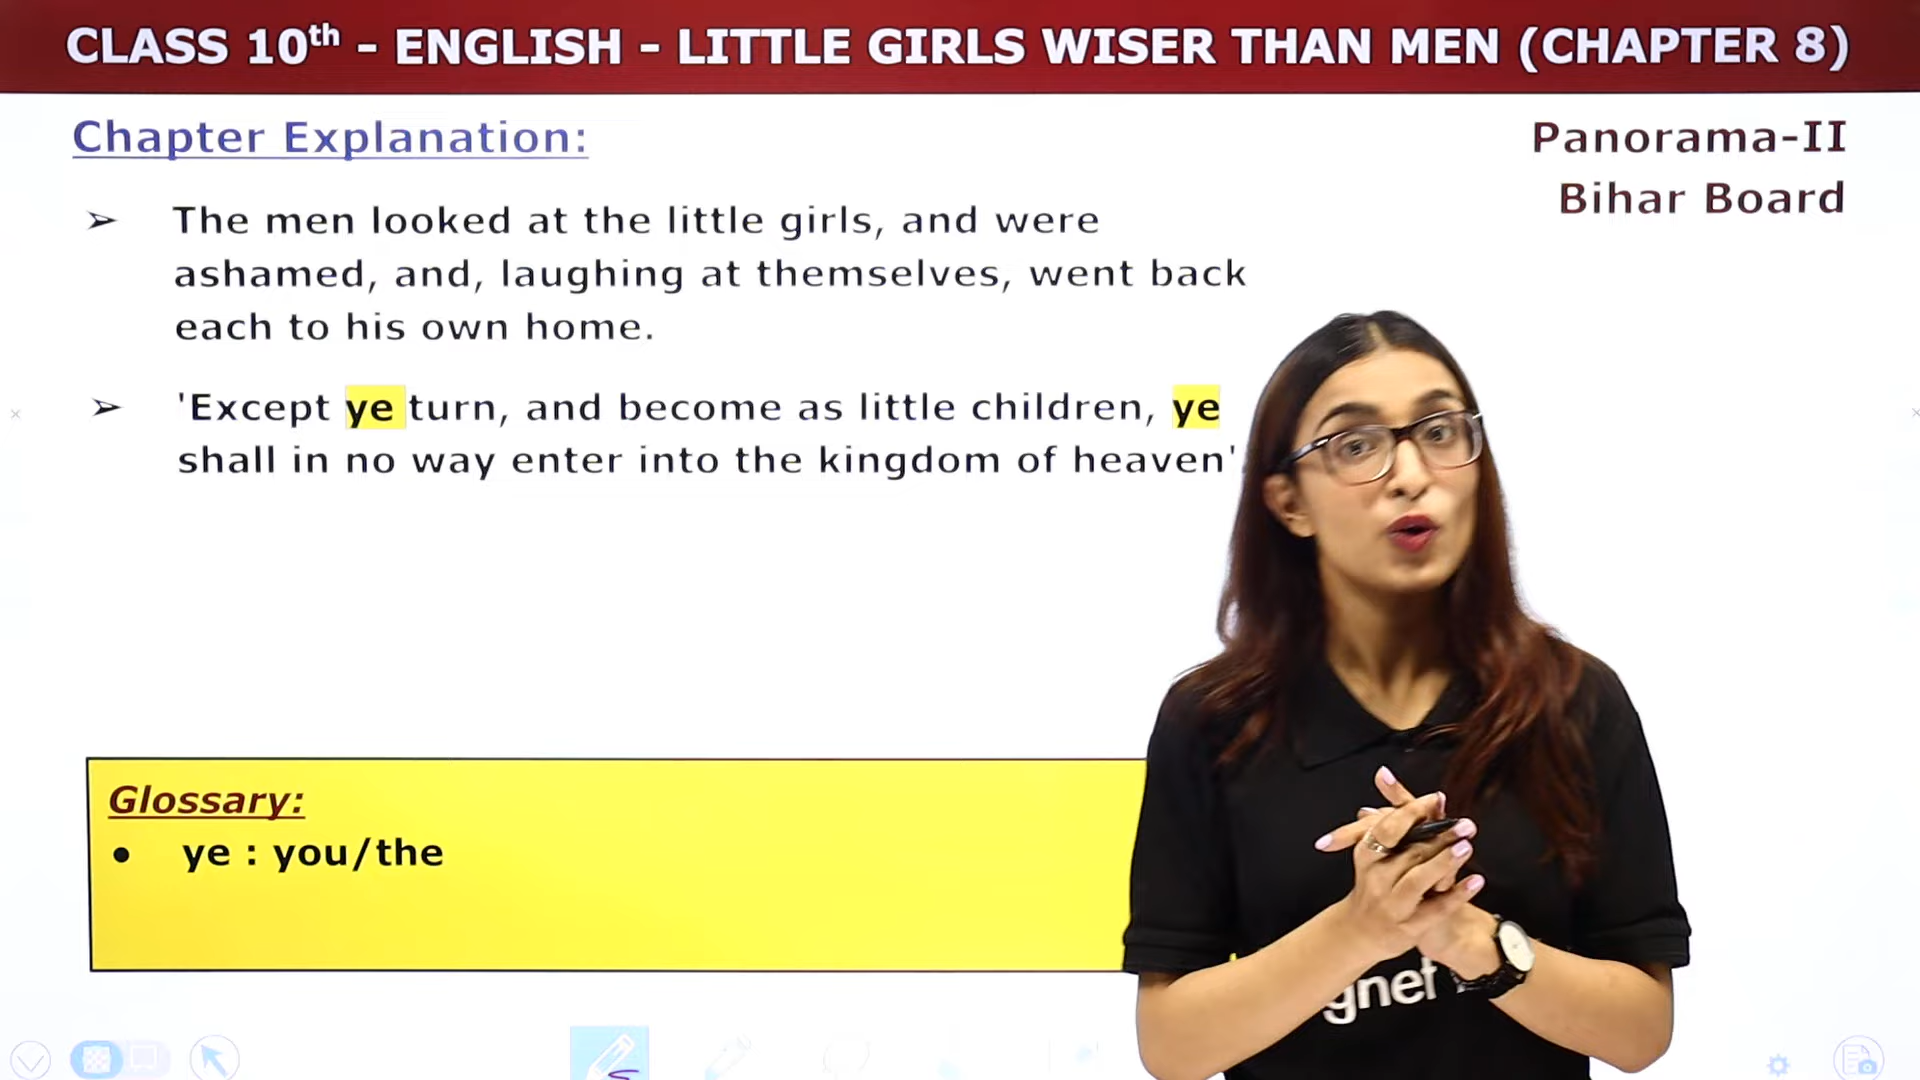 CLASS 10th - ENGLISH - LITTLE GIRLS WISER THAN MEN (CHAPTER 8)
Chapter Explanation:
Panorama-II
Bihar Board
➢ The men looked at the little girls, and were
ashamed, and, laughing at themselves, went back
each to his own home.
➢ 'Except ye turn, and become as little children, ye
shall in no way enter into the kingdom of heaven'
Glossary:
• ye : you/the